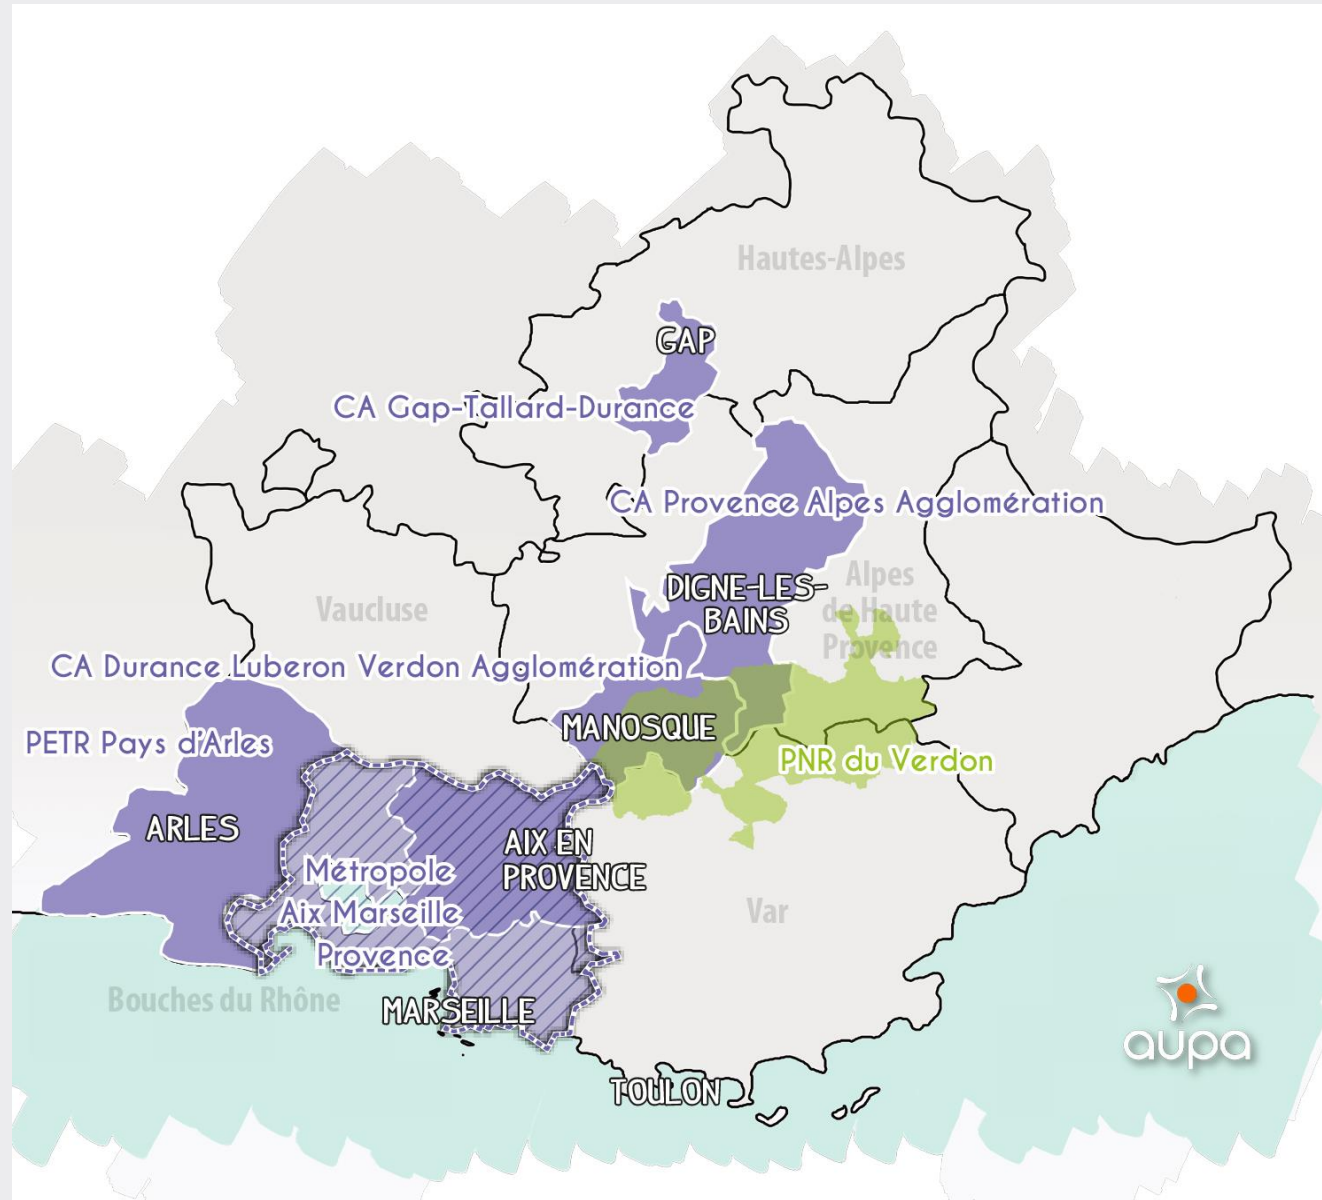 Hautes-Alpes
GAP
CA Gap-Tallard-Durance
CA Provence Alpes Agglomération
DIGNE-LES-
BAINS
Alpes
de Haute
Provence
Vaucluse
CA Durance Luberon Verdon Agglomération
MANOSQUE
PETR Pays d'Arles
PNR du Verdon
ARLES
AIX EN
PROVENCE
Métropole
Aix Marseille
Provence
Var
Bouches du Rhône
MARSEILLE
TOULON
aupa